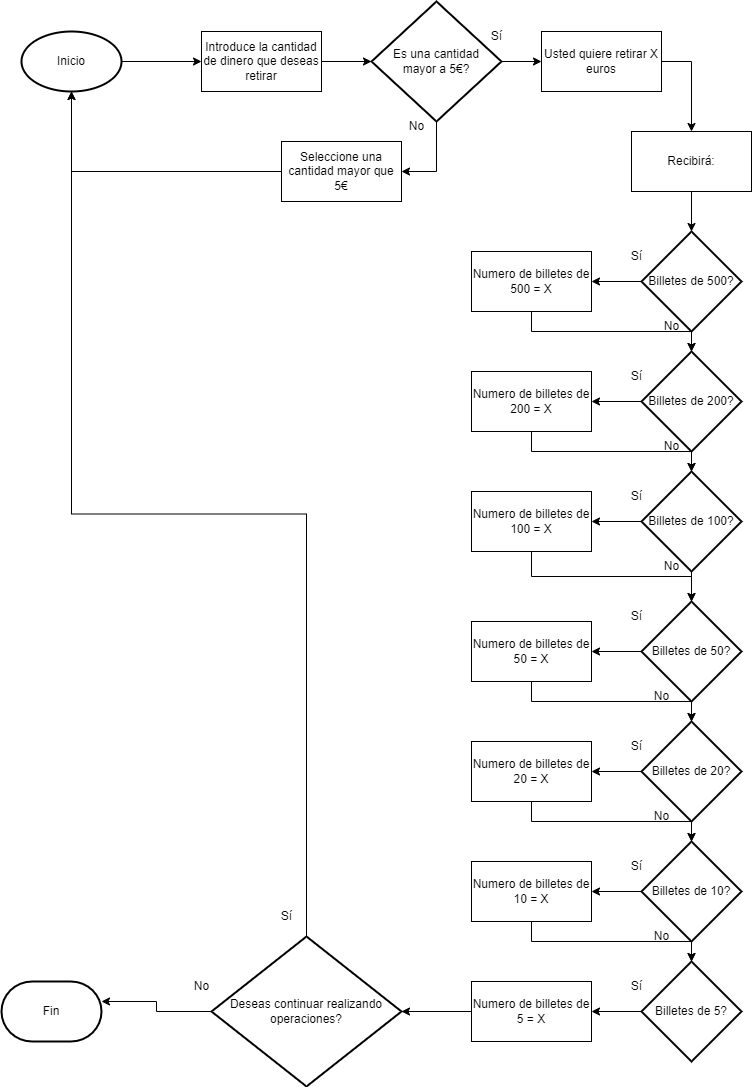 Inicio
Introduce la cantidad
de dinero que deseas
retirar
Es una cantidad
mayor a 5€?
Sí
Usted quiere retirar X
euros
No
Seleccione una
cantidad mayor que
5€
Recibirá:
Billetes de 500?
Sí
Numero de billetes de
500 = X
No
Billetes de 200?
Sí
Numero de billetes de
200 = X
No
Billetes de 100?
Sí
Numero de billetes de
100 = X
No
Billetes de 50?
Sí
Numero de billetes de
50 = X
No
Billetes de 20?
Sí
Numero de billetes de
20 = X
No
Billetes de 10?
Sí
Numero de billetes de
10 = X
No
Billetes de 5?
Sí
Numero de billetes de
5 = X
Deseas continuar realizando
operaciones?
Sí
No
Fin